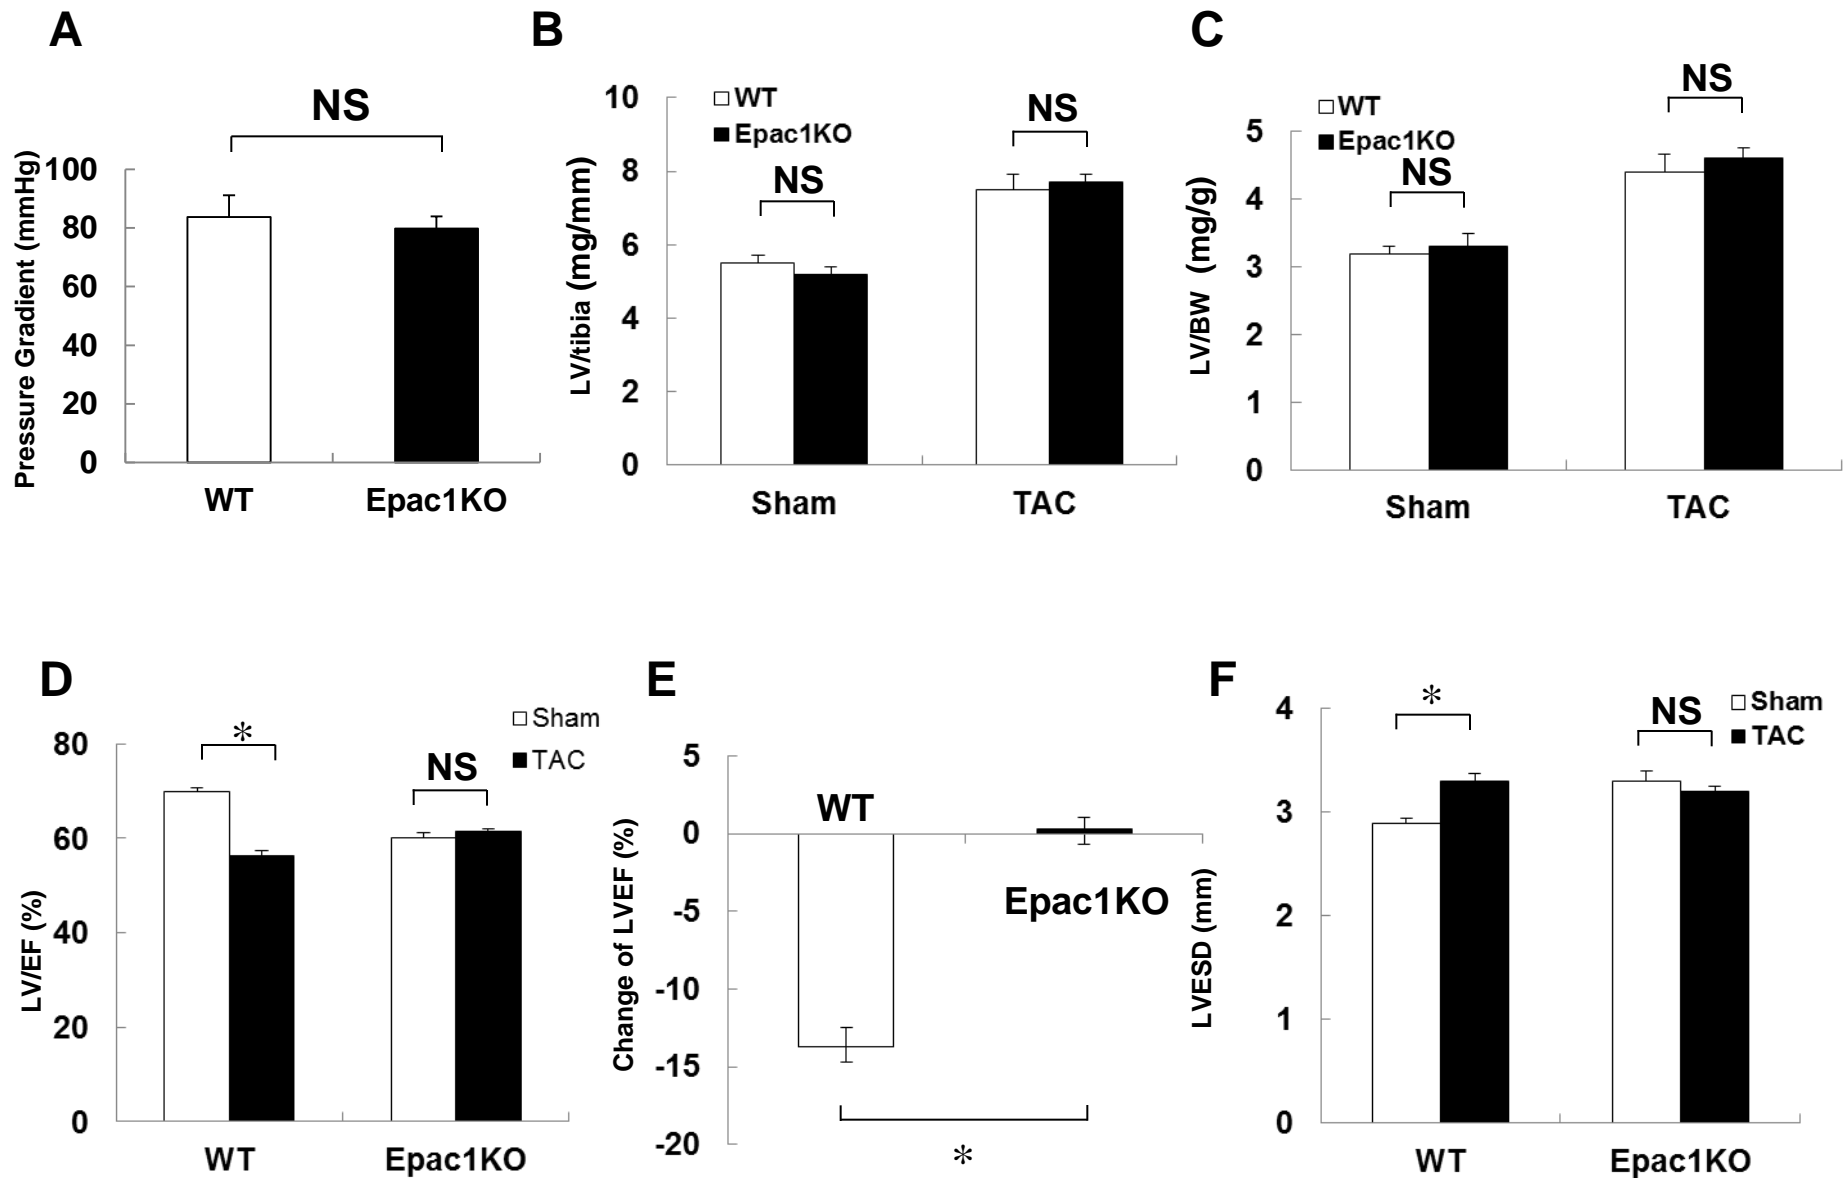 A
NS
Pressure Gradient (mmHg)
100
80
60
40
20
0
WT
Epac1KO
B
WT
Epac1KO
NS
NS
LV/tibia (mg/mm)
10
8
6
4
2
0
Sham
TAC
C
WT
Epac1KO
NS
NS
LV/BW (mg/g)
5
4
3
2
1
0
Sham
TAC
D
Sham
TAC
*
NS
LV/EF (%)
80
60
40
20
0
WT
Epac1KO
E
Change of LVEF (%)
5
0
-5
-10
-15
-20
WT
Epac1KO
*
F
Sham
TAC
*
NS
LVESD (mm)
4
3
2
1
0
WT
Epac1KO